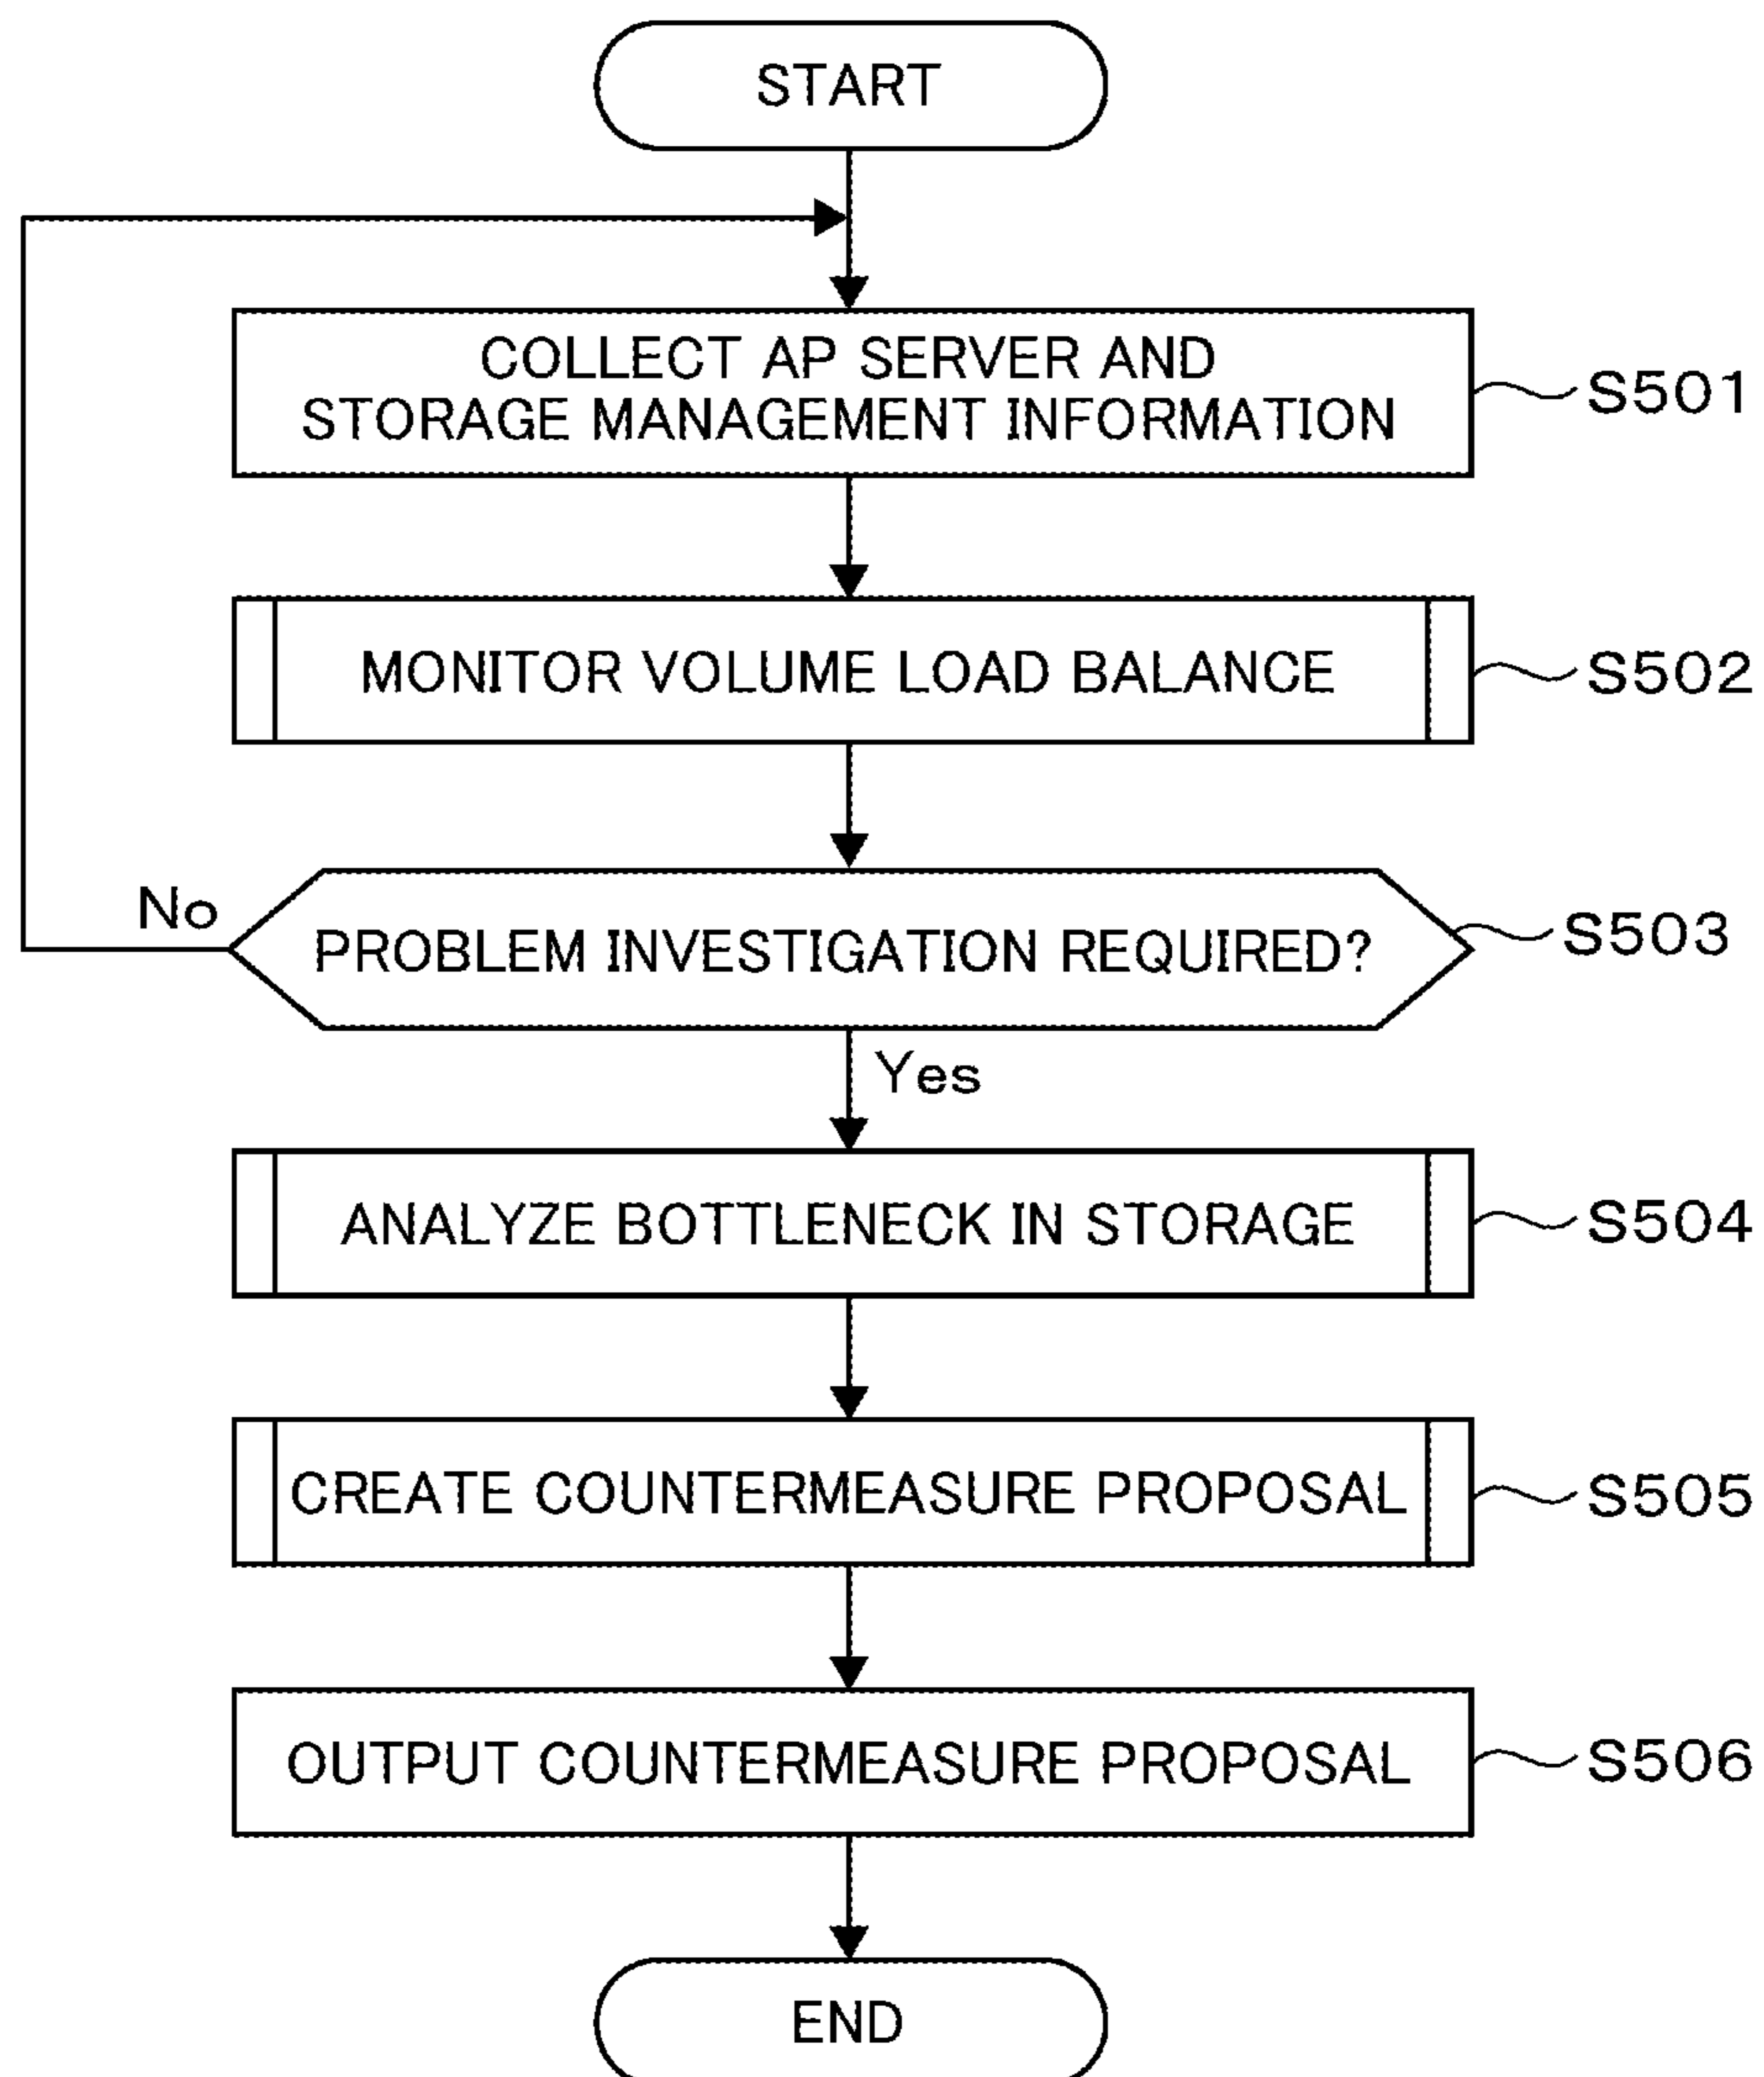 START
COLLECT AP SERVER AND
STORAGE MANAGEMENT INFORMATION
S501
MONITOR VOLUME LOAD BALANCE
S502
No
PROBLEM INVESTIGATION REQUIRED?
S503
Yes
ANALYZE BOTTLENECK IN STORAGE
S504
CREATE COUNTERMEASURE PROPOSAL
S505
OUTPUT COUNTERMEASURE PROPOSAL
S506
END